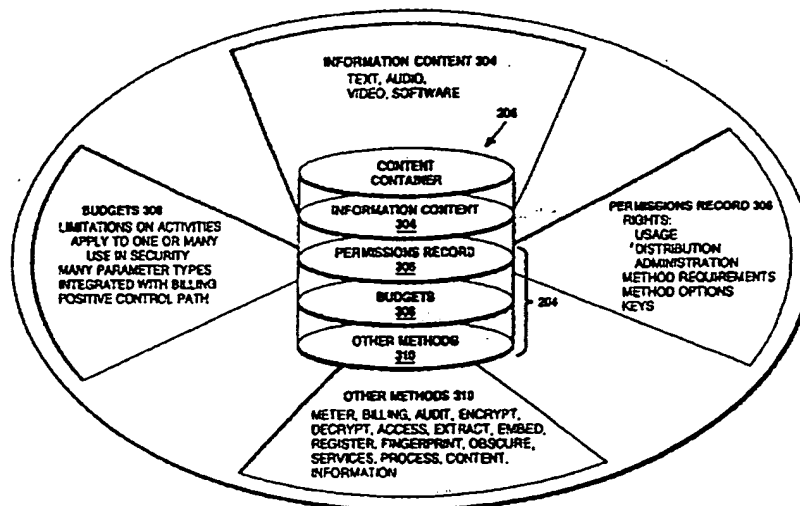 INFORMATION CONTENT 304
TEXT, AUDIO,
VIDEO, SOFTWARE
206
CONTENT
CONTAINER
INFORMATION CONTENT
304
PERMISSIONS RECORD
306
BUDGETS
308
OTHER METHODS
310
204
BUDGETS 308
LIMITATIONS ON ACTIVITIES
APPLY TO ONE OR MANY
USE IN SECURITY
MANY PARAMETER TYPES
INTEGRATED WITH BILLING
POSITIVE CONTROL PATH
PERMISSIONS RECORD 306
RIGHTS:
USAGE
DISTRIBUTION
ADMINISTRATION
METHOD REQUIREMENTS
METHOD OPTIONS
KEYS
OTHER METHODS 310
METER, BILLING, AUDIT, ENCRYPT,
DECRYPT, ACCESS, EXTRACT, EMBED,
REGISTER, FINGERPRINT, OBSCURE,
SERVICES, PROCESS, CONTENT,
INFORMATION